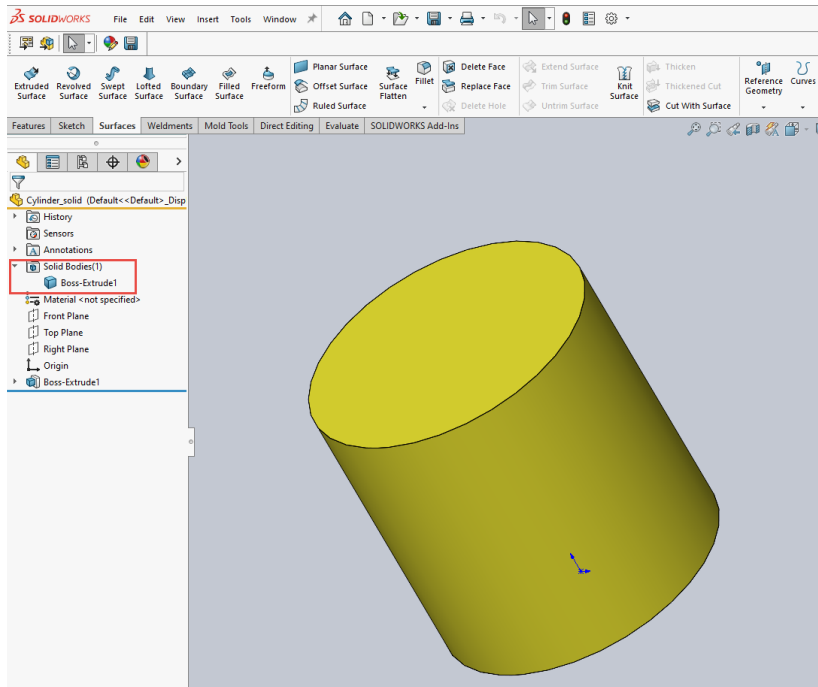 SOLIDWORKS File Edit View Insert Tools Window
Extruded Surface
Revolved Surface
Swept Surface
Lofted Surface
Boundary Surface
Filled Surface
Freeform
Planar Surface
Offset Surface
Ruled Surface
Surface Flatten
Fillet
Delete Face
Replace Face
Delete Hole
Extend Surface
Trim Surface
Untrim Surface
Knit Surface
Thicken
Thickened Cut
Cut With Surface
Reference Geometry
Curves
Features Sketch Surfaces Weldments Mold Tools Direct Editing Evaluate SOLIDWORKS Add-Ins
Cylinder_solid (Default<<Default>_Disp
History
Sensors
Annotations
Solid Bodies(1)
Boss-Extrude1
Material <not specified>
Front Plane
Top Plane
Right Plane
Origin
Boss-Extrude1